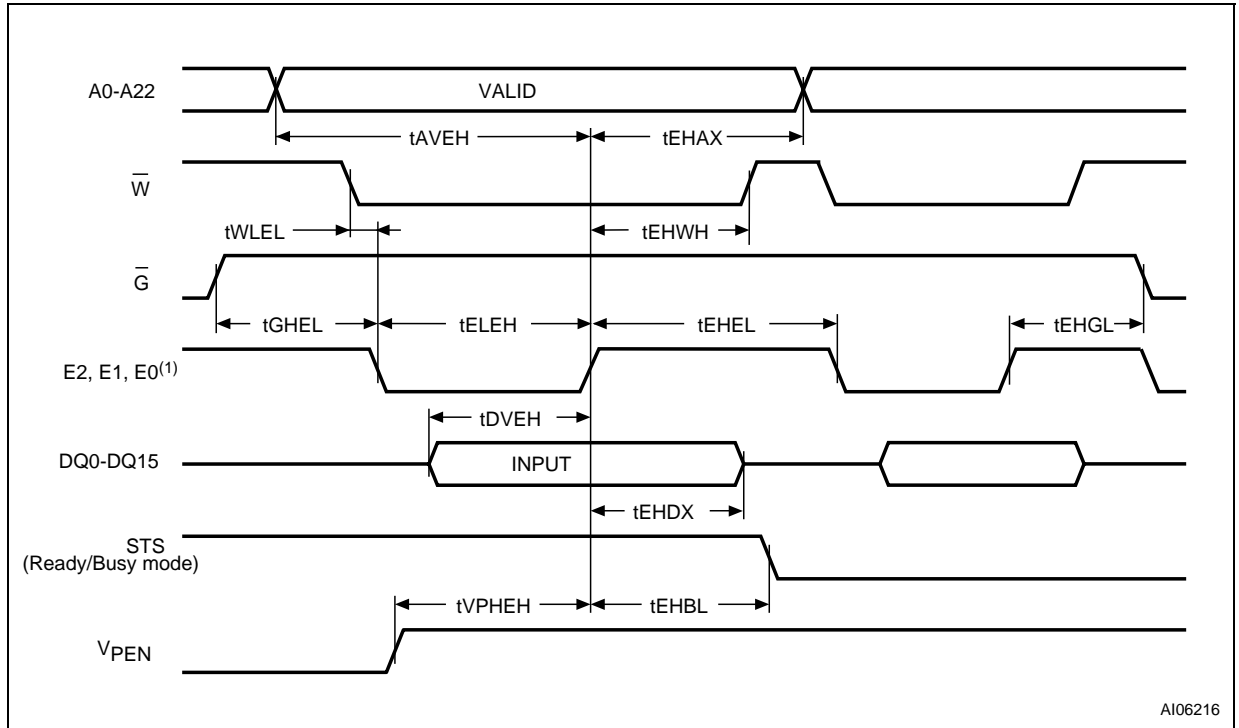 A0-A22
VALID
tAVEH
tEHAX
W
tWLEL
tEHWH
G
tGHEL
tELEH
tEHEL
tEHGL
E2, E1, E0(1)
tDVEH
DQ0-DQ15
INPUT
tEHDX
STS
(Ready/Busy mode)
tVPHEH
tEHBL
VPEN
AI06216